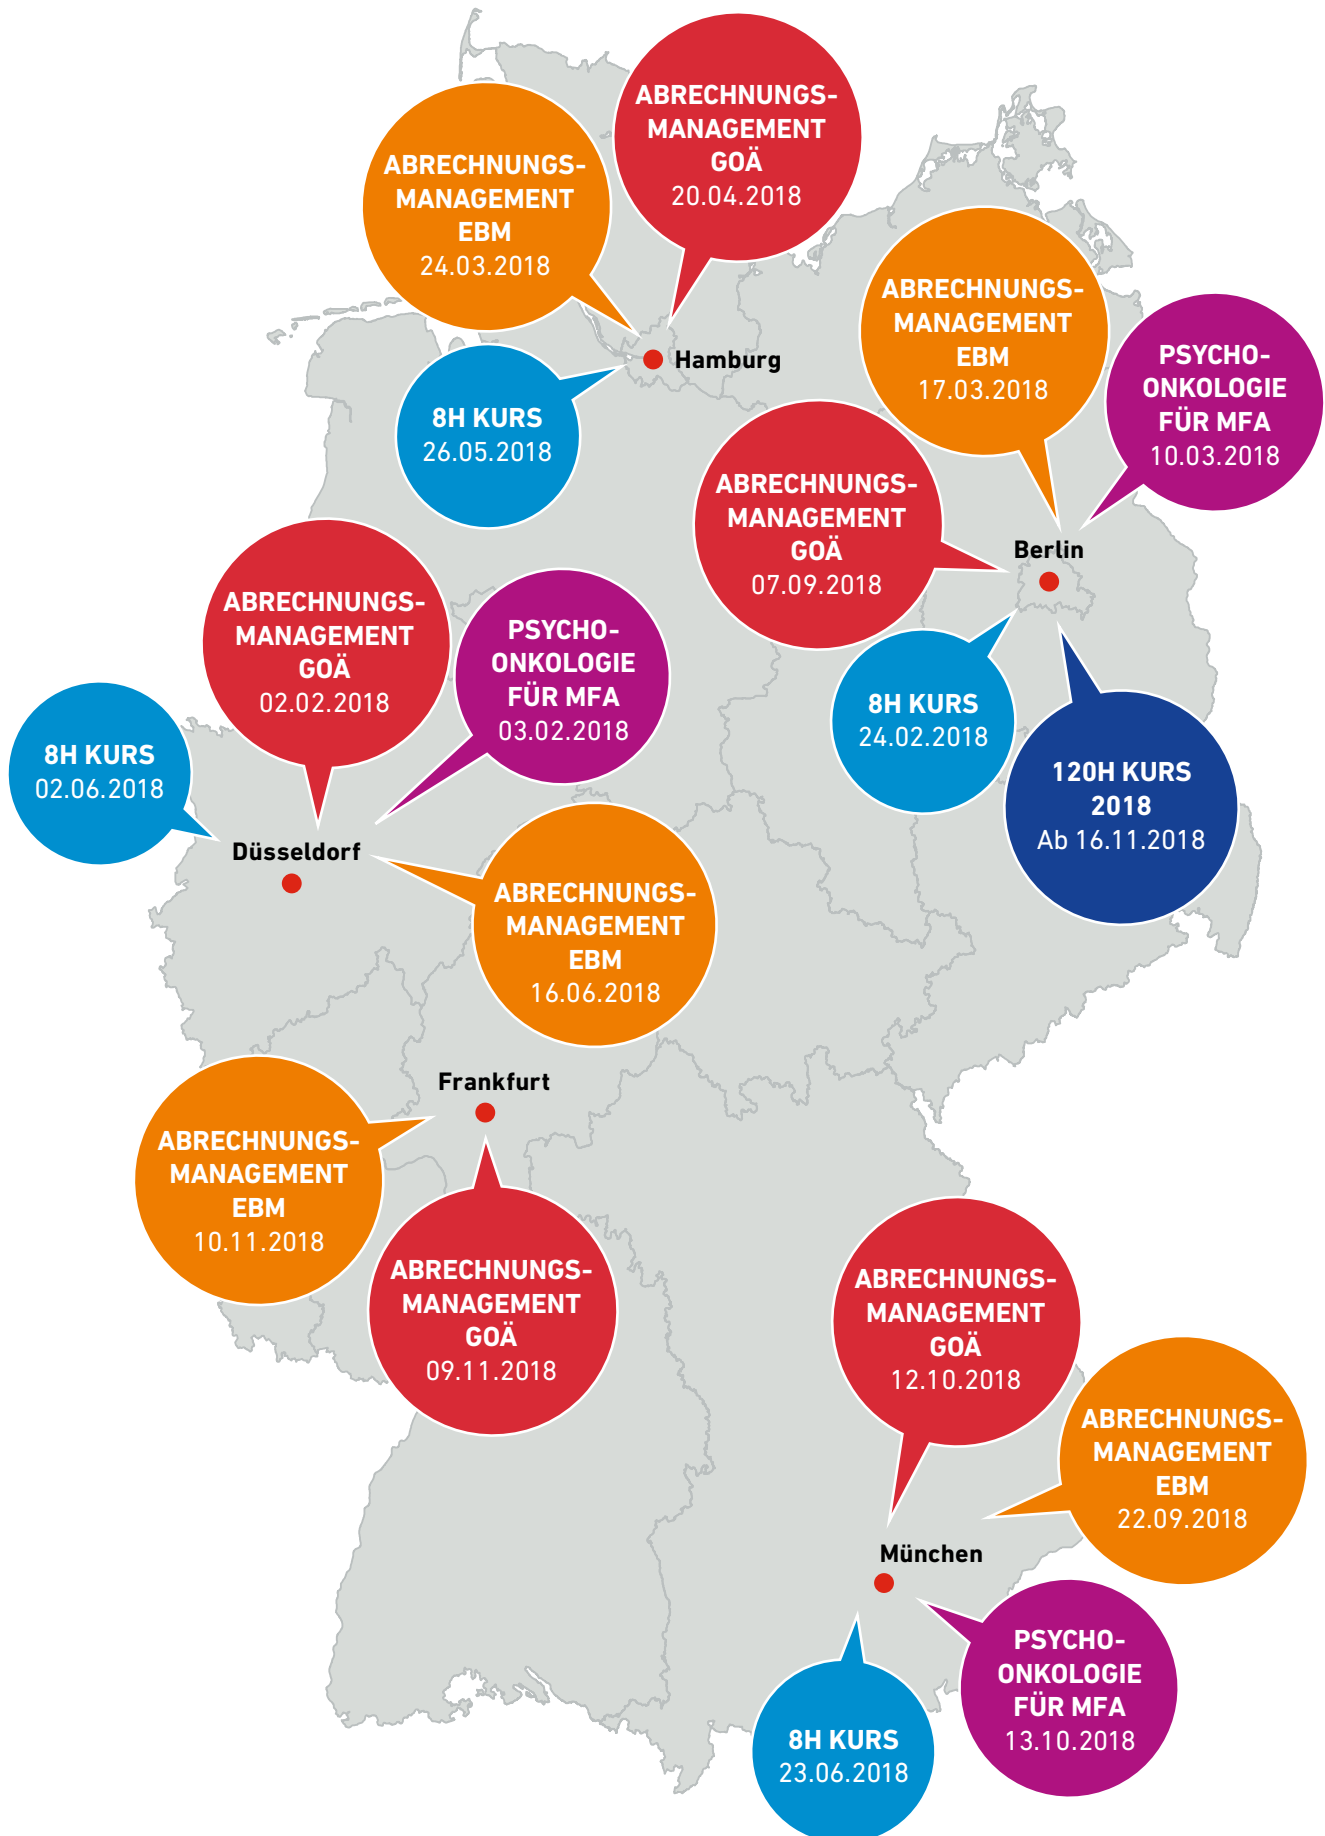 ABRECHNUNGS-
MANAGEMENT
GOÄ
20.04.2018
ABRECHNUNGS-
MANAGEMENT
EBM
24.03.2018
ABRECHNUNGS-
MANAGEMENT
EBM
17.03.2018
PSYCHO-
ONKOLOGIE
FÜR MFA
10.03.2018
Hamburg
8H KURS
26.05.2018
ABRECHNUNGS-
MANAGEMENT
GOÄ
07.09.2018
Berlin
ABRECHNUNGS-
MANAGEMENT
GOÄ
02.02.2018
PSYCHO-
ONKOLOGIE
FÜR MFA
03.02.2018
8H KURS
24.02.2018
8H KURS
02.06.2018
120H KURS
2018
Ab 16.11.2018
Düsseldorf
ABRECHNUNGS-
MANAGEMENT
EBM
16.06.2018
Frankfurt
ABRECHNUNGS-
MANAGEMENT
EBM
10.11.2018
ABRECHNUNGS-
MANAGEMENT
GOÄ
09.11.2018
ABRECHNUNGS-
MANAGEMENT
GOÄ
12.10.2018
ABRECHNUNGS-
MANAGEMENT
EBM
22.09.2018
München
PSYCHO-
ONKOLOGIE
FÜR MFA
13.10.2018
8H KURS
23.06.2018